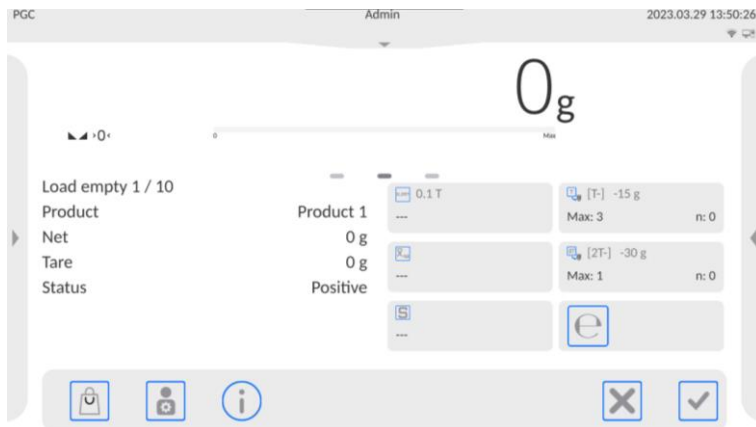 PGC Admin 2023.03.29 13:50:26
0g
›0‹ 0 Max
Load empty 1 / 10
Product Product 1
Net 0 g
Tare 0 g
Status Positive
0.1 T
---
---
S
---
[T-] -15 g
Max: 3 n: 0
[2T-] -30 g
Max: 1 n: 0
e
i